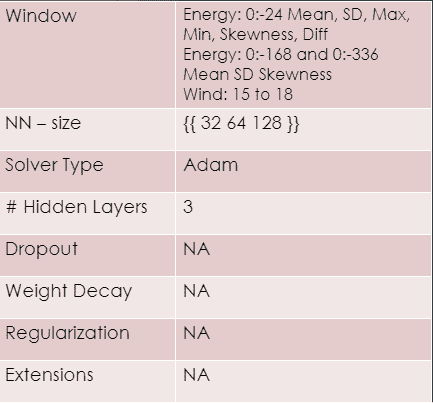 Window
Energy: 0:-24 Mean, SD, Max,
Min, Skewness, Diff
Energy: 0:-168 and 0:-336
Mean SD Skewness
Wind: 15 to 18
NN – size
{{ 32 64 128 }}
Solver Type
Adam
# Hidden Layers
3
Dropout
NA
Weight Decay
NA
Regularization
NA
Extensions
NA